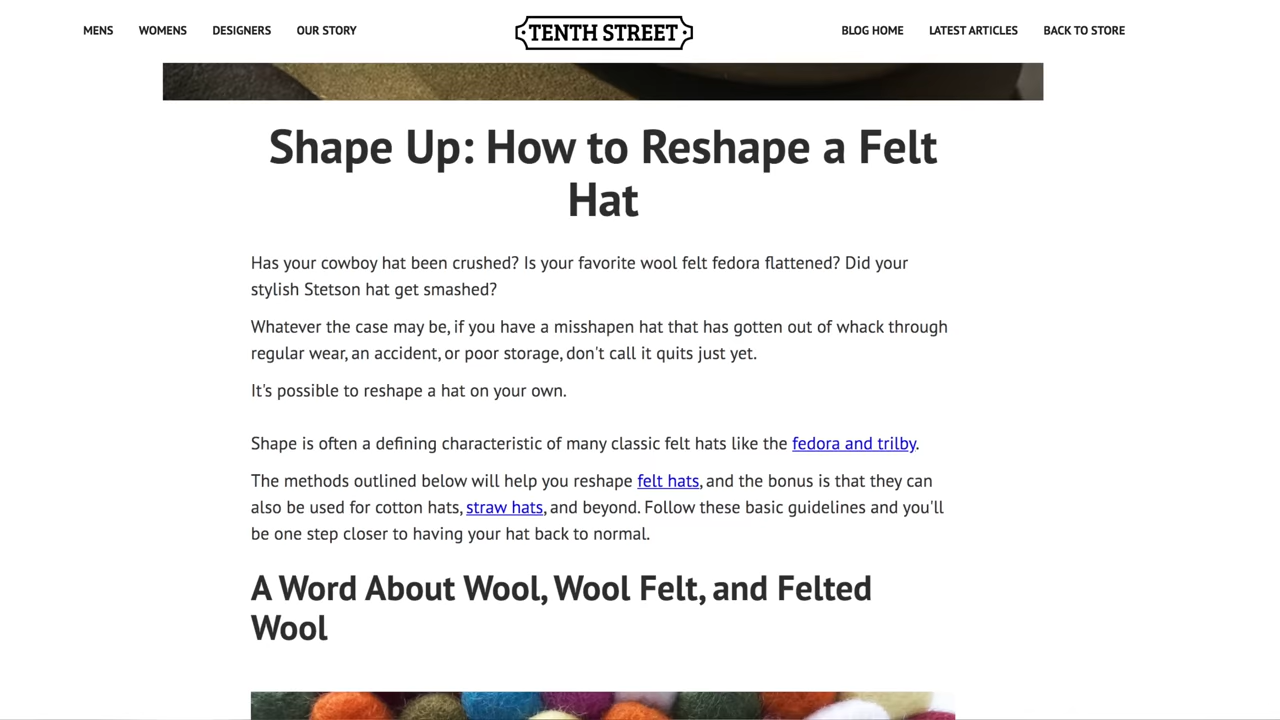 MENS WOMENS DESIGNERS OUR STORY TENTH STREET BLOG HOME LATEST ARTICLES BACK TO STORE
Shape Up: How to Reshape a Felt
Hat
Has your cowboy hat been crushed? Is your favorite wool felt fedora flattened? Did your
stylish Stetson hat get smashed?
Whatever the case may be, if you have a misshapen hat that has gotten out of whack through
regular wear, an accident, or poor storage, don't call it quits just yet.
It's possible to reshape a hat on your own.
Shape is often a defining characteristic of many classic felt hats like the fedora and trilby.
The methods outlined below will help you reshape felt hats, and the bonus is that they can
also be used for cotton hats, straw hats, and beyond. Follow these basic guidelines and you'll
be one step closer to having your hat back to normal.
A Word About Wool, Wool Felt, and Felted
Wool